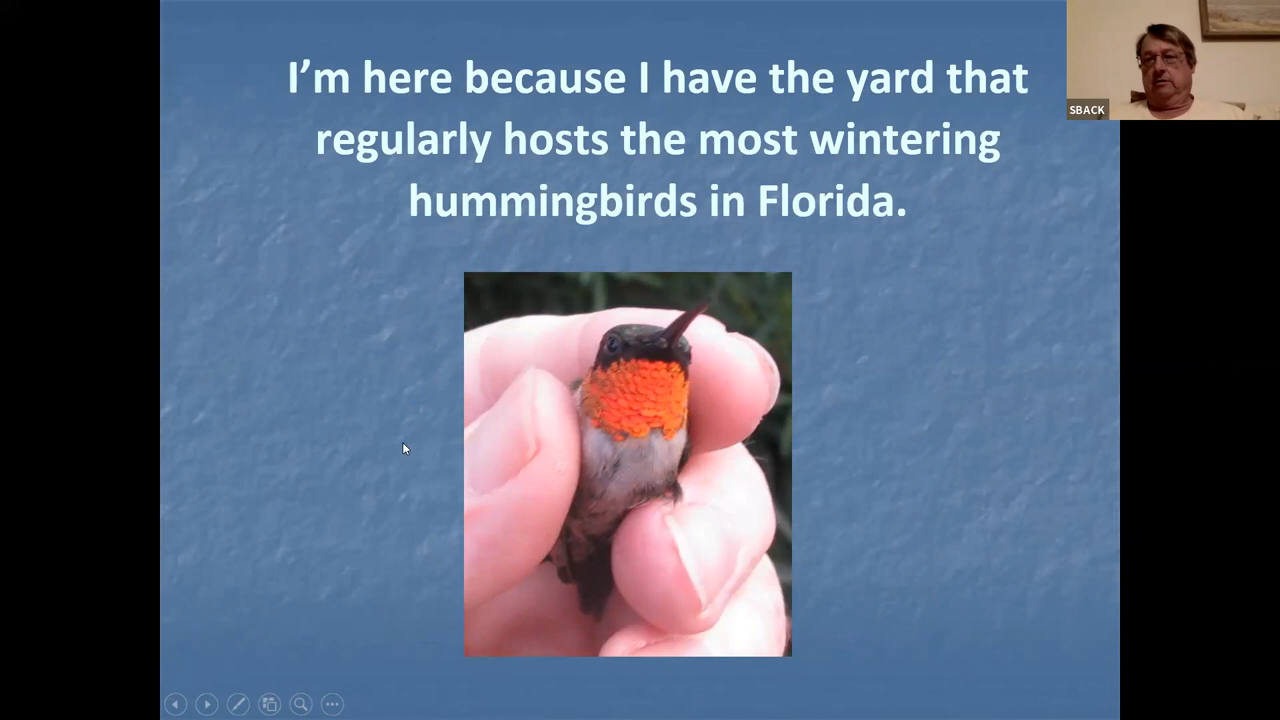 I'm here because I have the yard that
regularly hosts the most wintering
hummingbirds in Florida.
SBACK